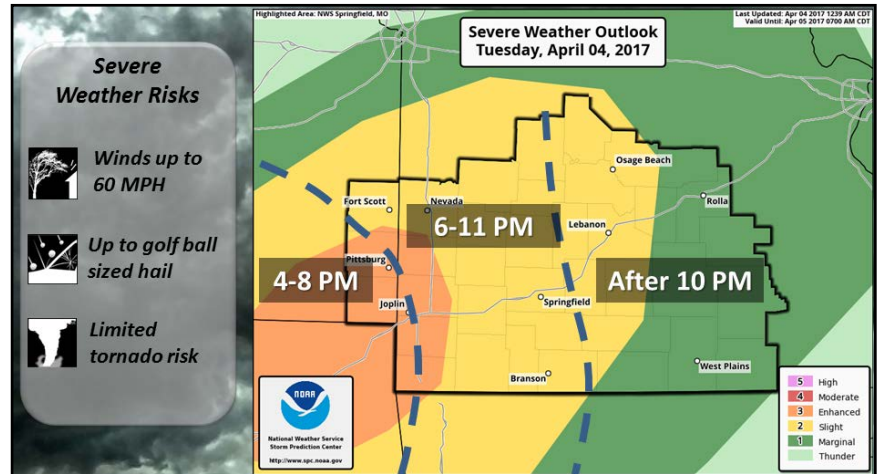 Severe
Weather Risks
Winds up to
60 MPH
Up to golf ball
sized hail
Limited
tornado risk
Highlighted Area: NWS Springfield, MO
Last Updated: Apr 04 2017 1239 AM CDT
Valid Until: Apr 05 2017 0700 AM CDT
Severe Weather Outlook
Tuesday, April 04, 2017
Osage Beach
Fort Scott
Nevada
Rolla
6-11 PM
Lebanon
Pittsburg
4-8 PM
After 10 PM
Joplin
Springfield
West Plains
Branson
NOAA
National Weather Service
Storm Prediction Center
http://www.spc.noaa.gov
5 High
4 Moderate
3 Enhanced
2 Slight
1 Marginal
Thunder